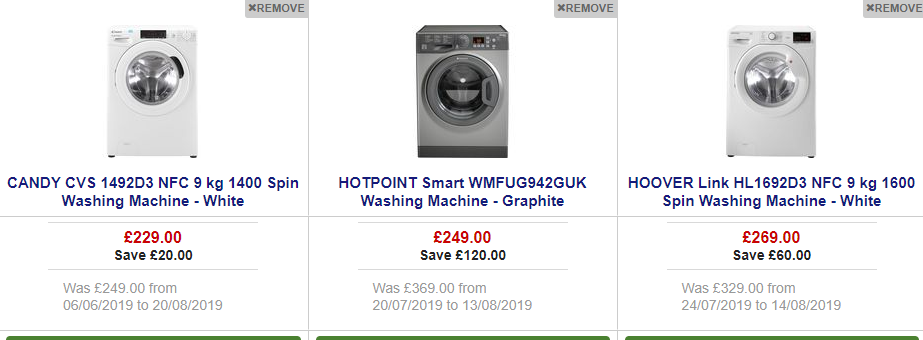 ✖REMOVE
✖REMOVE
✖REMOVE
CANDY CVS 1492D3 NFC 9 kg 1400 Spin
Washing Machine - White
£229.00
Save £20.00
Was £249.00 from
06/06/2019 to 20/08/2019
HOTPOINT Smart WMFUG942GUK
Washing Machine - Graphite
£249.00
Save £120.00
Was £369.00 from
20/07/2019 to 13/08/2019
HOOVER Link HL1692D3 NFC 9 kg 1600
Spin Washing Machine - White
£269.00
Save £60.00
Was £329.00 from
24/07/2019 to 14/08/2019